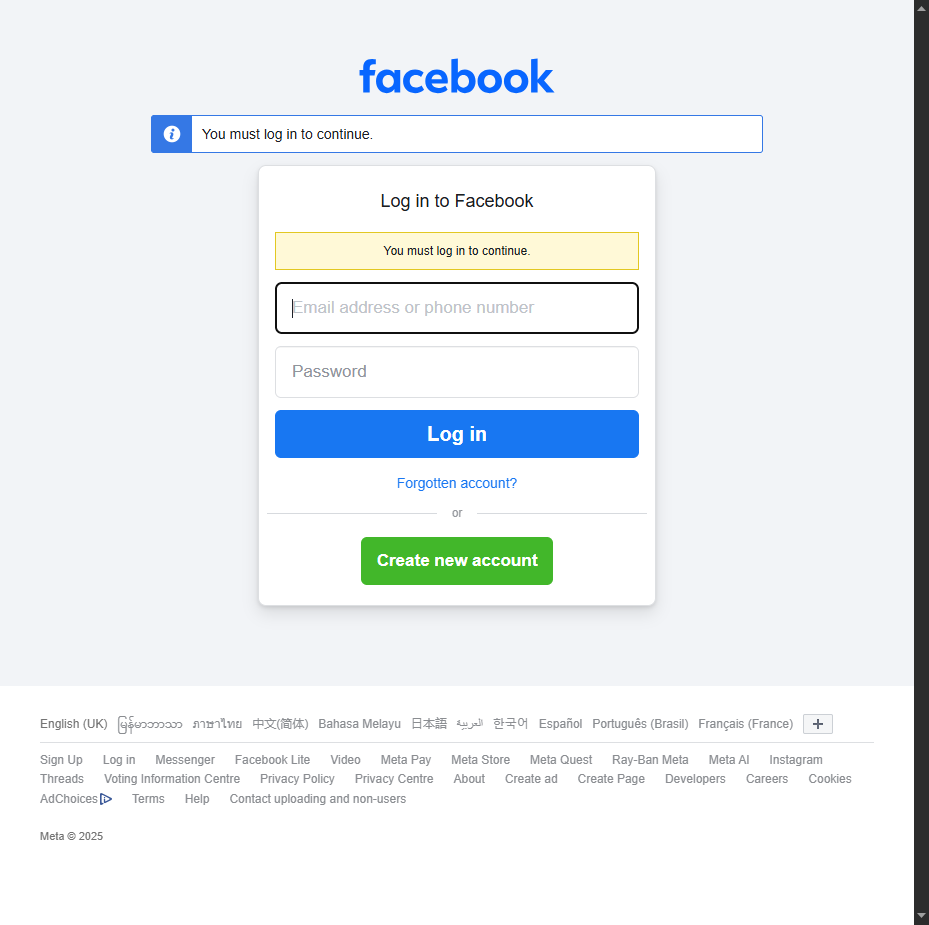 facebook
You must log in to continue.
Log in to Facebook
You must log in to continue.
Email address or phone number
Password
Log in
Forgotten account?
or
Create new account
English (UK) မြန်မာဘာသာ ภาษาไทย 中文(简体) Bahasa Melayu 日本語 العربية 한국어 Español Português (Brasil) Français (France)
Sign Up Log in Messenger Facebook Lite Video Meta Pay Meta Store Meta Quest Ray-Ban Meta Meta AI Instagram
Threads Voting Information Centre Privacy Policy Privacy Centre About Create ad Create Page Developers Careers Cookies
AdChoices Terms Help Contact uploading and non-users
Meta © 2025